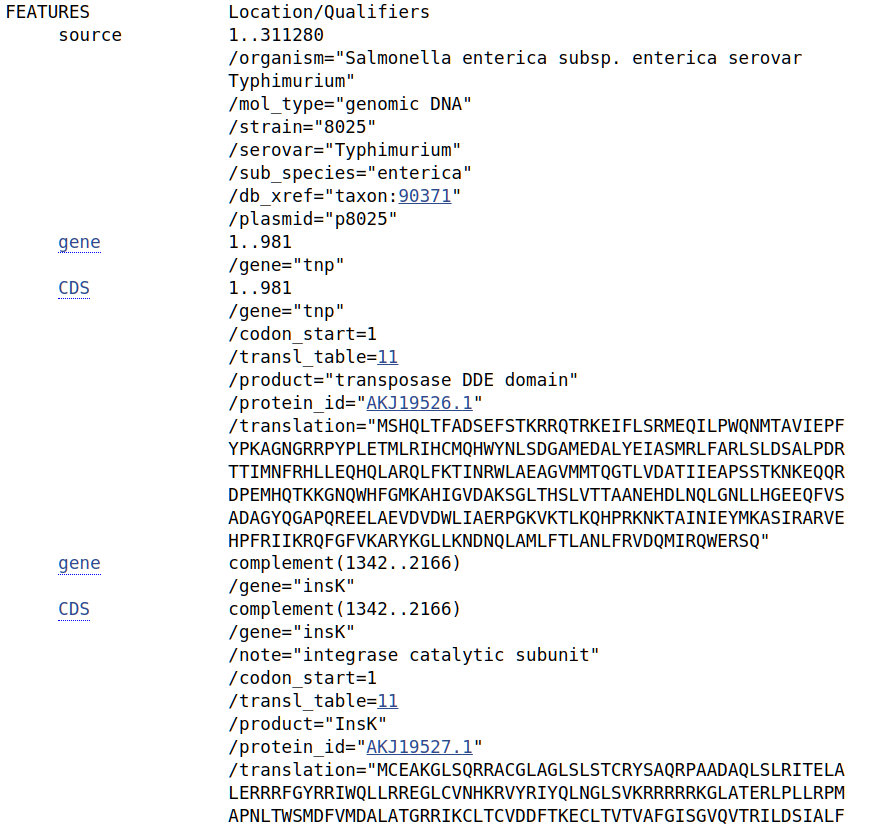 FEATURES             Location/Qualifiers
     source          1..311280
                     /organism="Salmonella enterica subsp. enterica serovar
                     Typhimurium"
                     /mol_type="genomic DNA"
                     /strain="8025"
                     /serovar="Typhimurium"
                     /sub_species="enterica"
                     /db_xref="taxon:90371"
                     /plasmid="p8025"
     gene            1..981
                     /gene="tnp"
     CDS             1..981
                     /gene="tnp"
                     /codon_start=1
                     /transl_table=11
                     /product="transposase DDE domain"
                     /protein_id="AKJ19526.1"
                     /translation="MSHQLTFADSEFSTKRRQTRKEIFLSRMEQILPWQNMTAVIEPF
                     YPKAGNGRRPYPLETMLRIHCMQHWYNLSDGAMEDALYEIASMRLFARLSLDSALPDR
                     TTIMNFRHLLEQHQLARQLFKTINRWLAEAGVMMTQGTLVDATIIEAPSSTKNKEQQR
                     DPEMHQTKKGNQWHFGMKAHIGVDAKSGLTHSLVTTAANEHDLNQLGNLLHGEEQFVS
                     ADAGYQGAPQREELAEVDVDWLIAERPGKVKTLKQHPRKNKTAINIEYMKASIRARVE
                     HPFRIIKRQFGFVKARYKGLLKNDNQLAMLFTLANLFRVDQMIRQWERSQ"
     gene            complement(1342..2166)
                     /gene="insK"
     CDS             complement(1342..2166)
                     /gene="insK"
                     /note="integrase catalytic subunit"
                     /codon_start=1
                     /transl_table=11
                     /product="InsK"
                     /protein_id="AKJ19527.1"
                     /translation="MCEAKGLSQRRACGLAGLSLSTCRYSAQRPAADAQLSLRITELA
                     LERRRFGYRRIWQLLRREGLCVNHKRVYRIYQLNGLSVKRRRRRKGLATERLPLLRPM
                     APNLTWSMDFVMDALATGRRIKCLTCVDDFTKECLTVTVAFGISGVQVTRILDSIALF